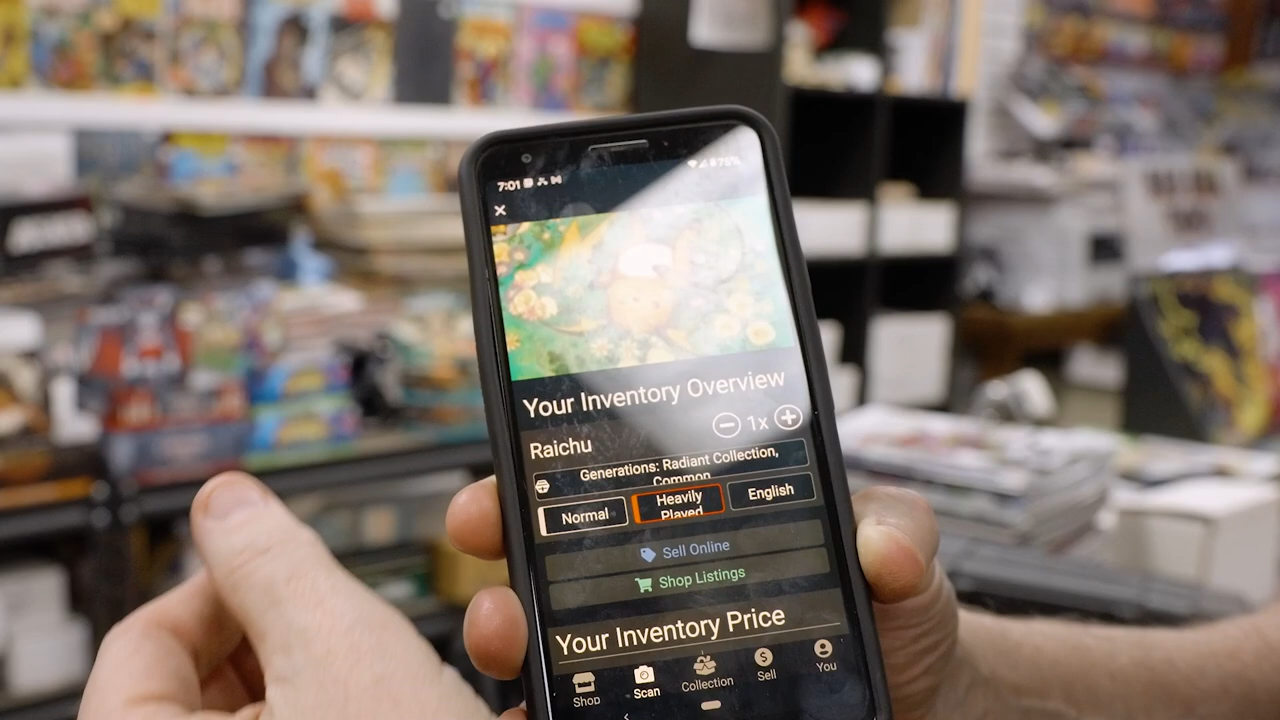 7:01
75%
Your Inventory Overview
1x
Raichu
Generations: Radiant Collection,
Common
Normal
Heavily
Played
English
Sell Online
Shop Listings
Your Inventory Price
Shop
Scan
Collection
Sell
You